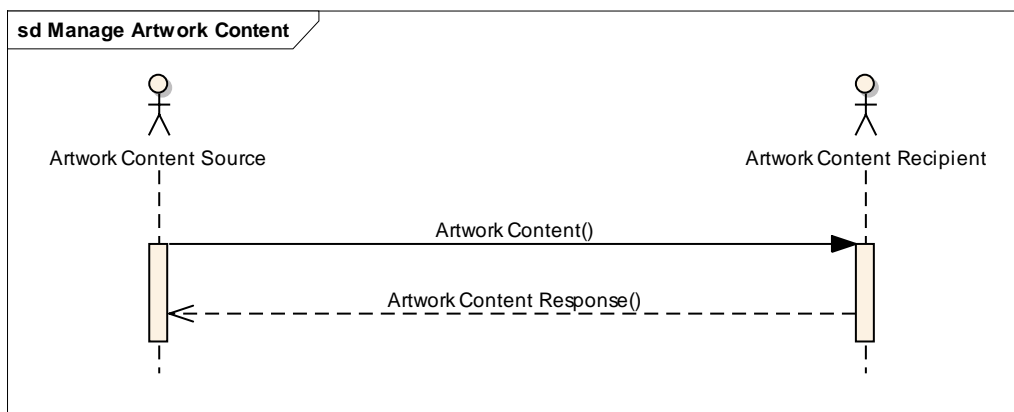 sd Manage Artwork Content
Artwork Content Source
Artwork Content Recipient
Artwork Content()
Artwork Content Response()